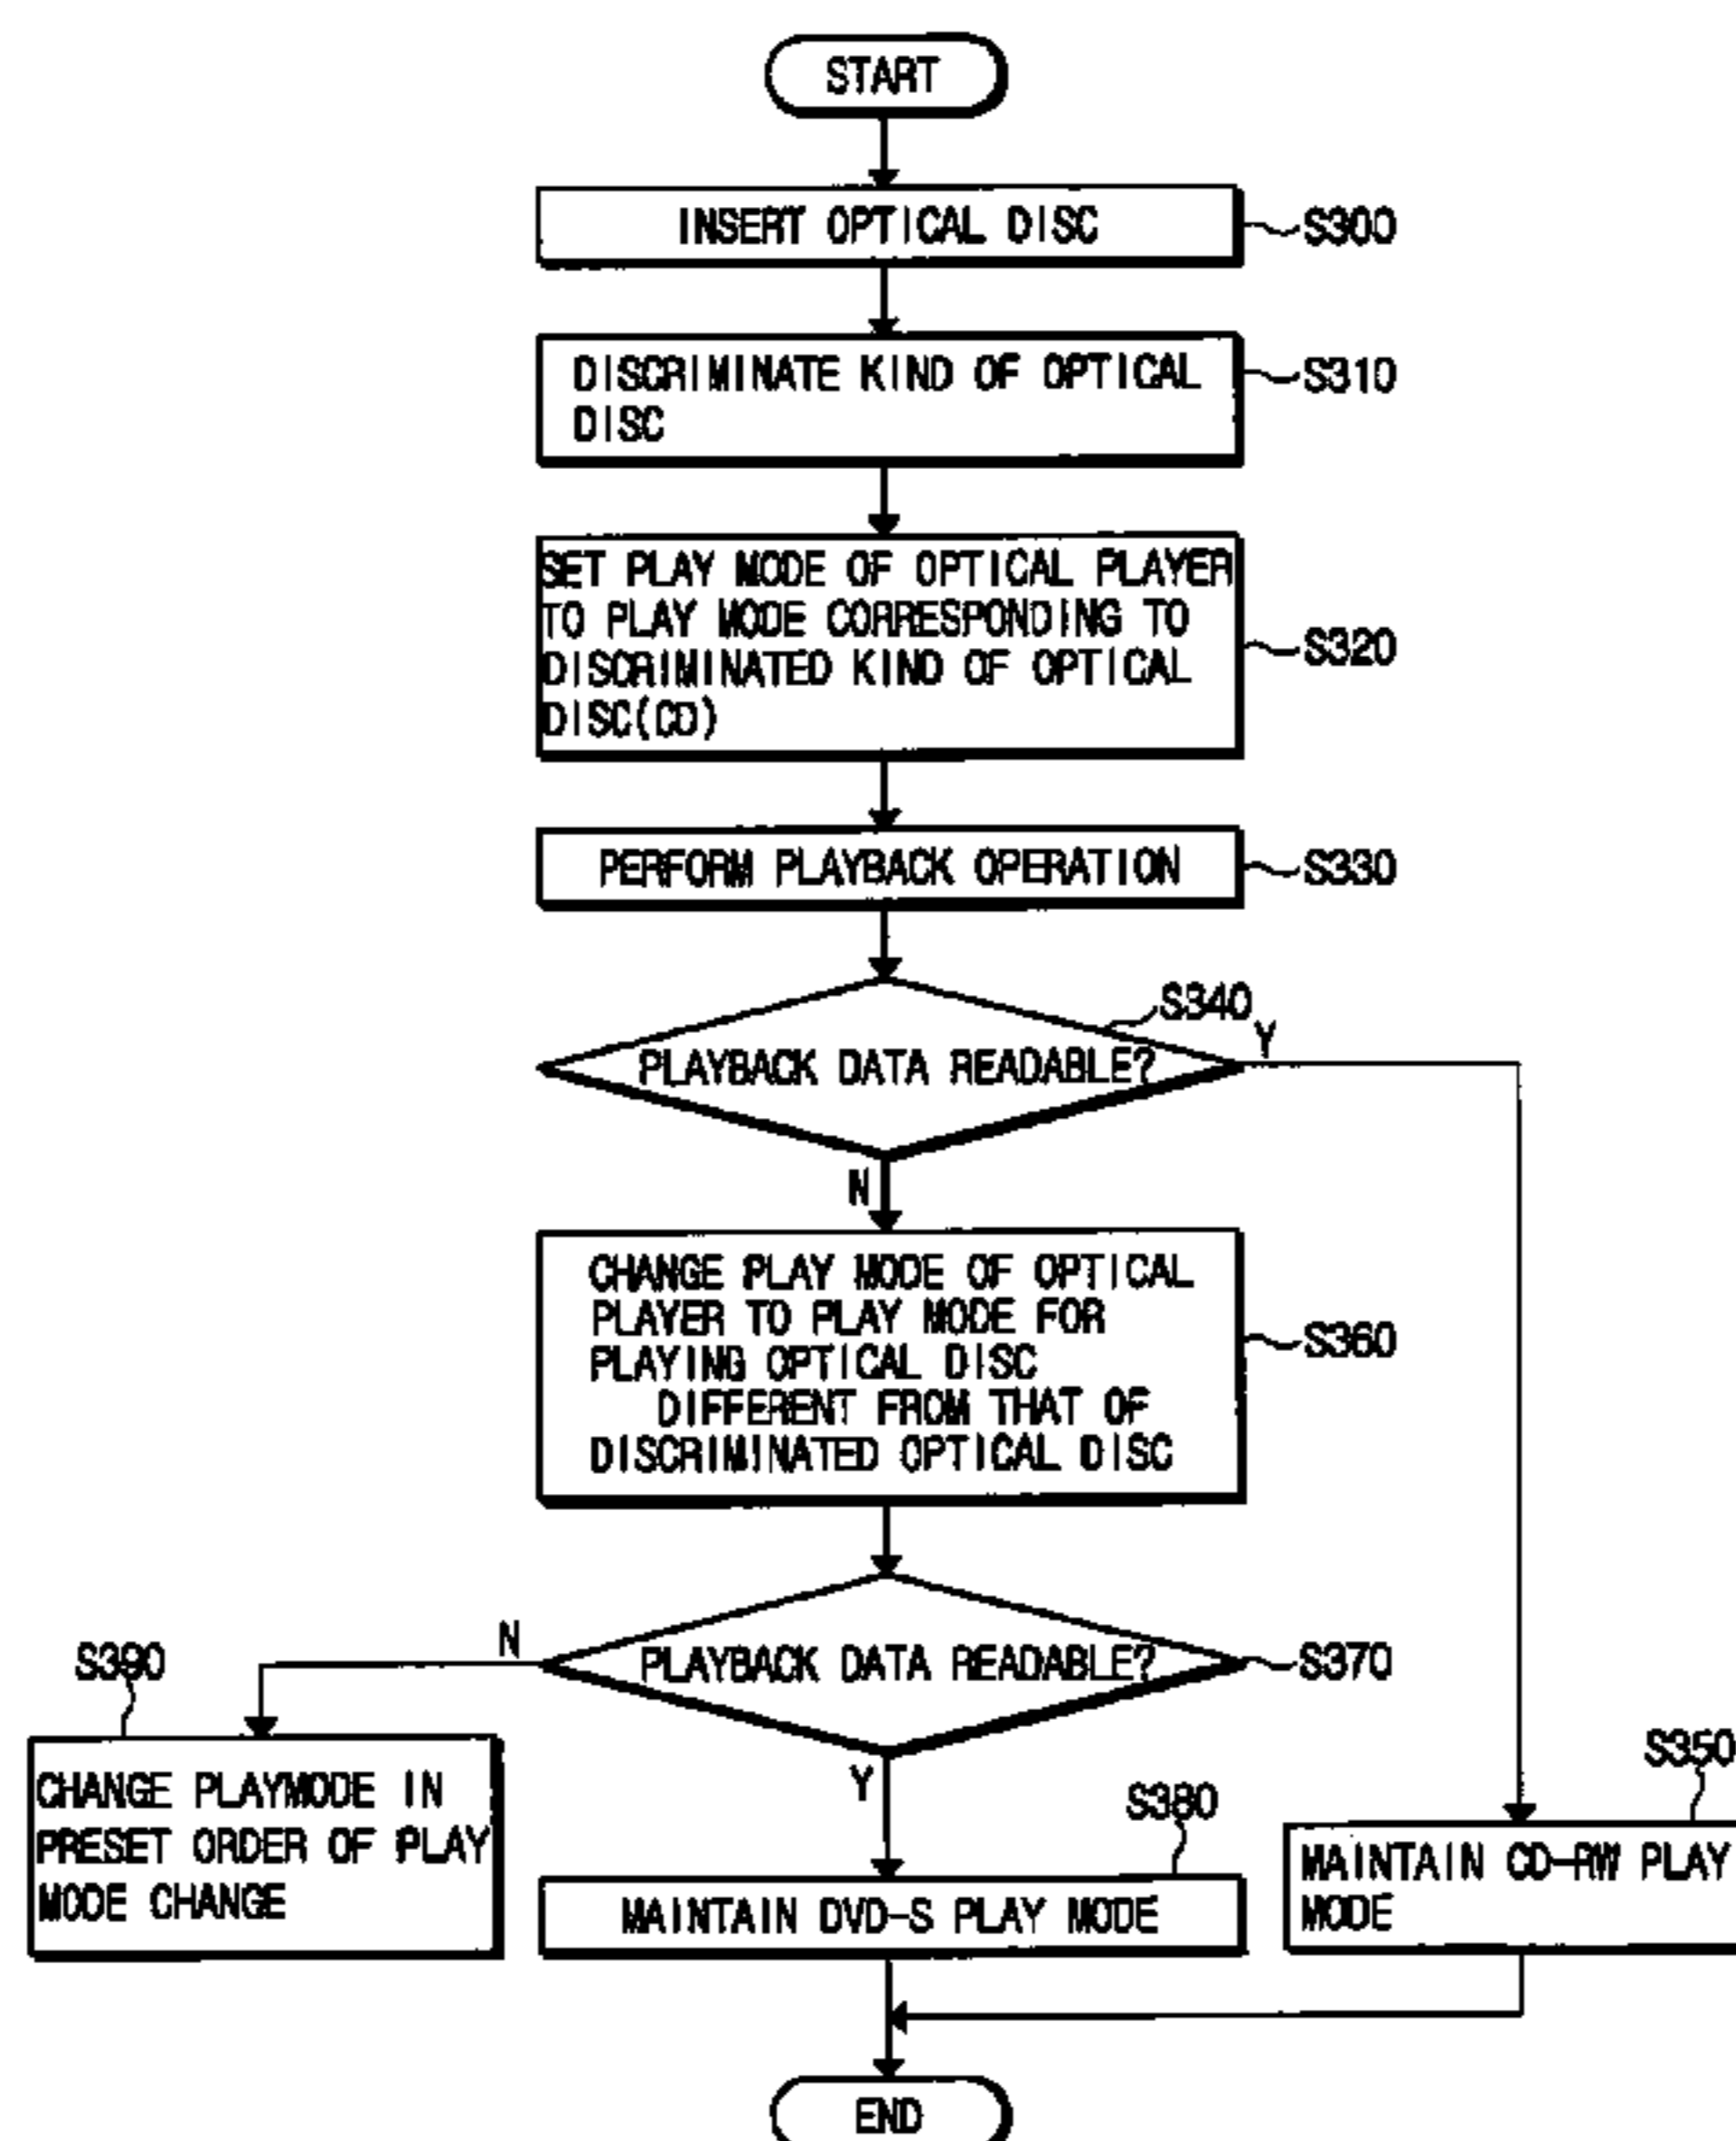 START
INSERT OPTICAL DISC
S300
DISCRIMINATE KIND OF OPTICAL
DISC
S310
SET PLAY MODE OF OPTICAL PLAYER
TO PLAY MODE CORRESPONDING TO
DISCRIMINATED KIND OF OPTICAL
DISC(CD)
S320
PERFORM PLAYBACK OPERATION
S330
S340
PLAYBACK DATA READABLE?
Y
N
CHANGE PLAY MODE OF OPTICAL
PLAYER TO PLAY MODE FOR
PLAYING OPTICAL DISC
DIFFERENT FROM THAT OF
DISCRIMINATED OPTICAL DISC
S360
N
PLAYBACK DATA READABLE?
S370
S390
CHANGE PLAYMODE IN
PRESET ORDER OF PLAY
MODE CHANGE
Y
S380
MAINTAIN DVD-S PLAY MODE
S350
MAINTAIN CD-RW PLAY
MODE
END